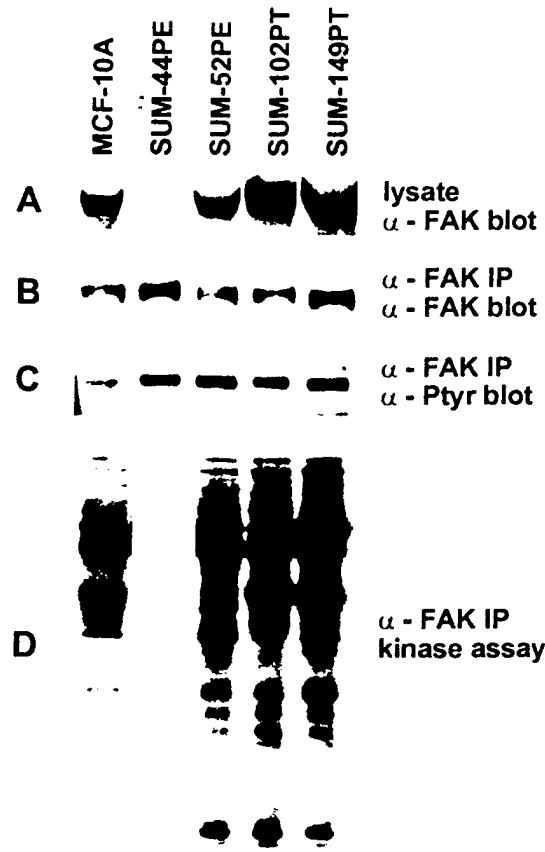 MCF-10A
SUM-44PE
SUM-52PE
SUM-102PT
SUM-149PT
A
lysate
α - FAK blot
B
α - FAK IP
α - FAK blot
C
α - FAK IP
α - Ptyr blot
D
α - FAK IP
kinase assay